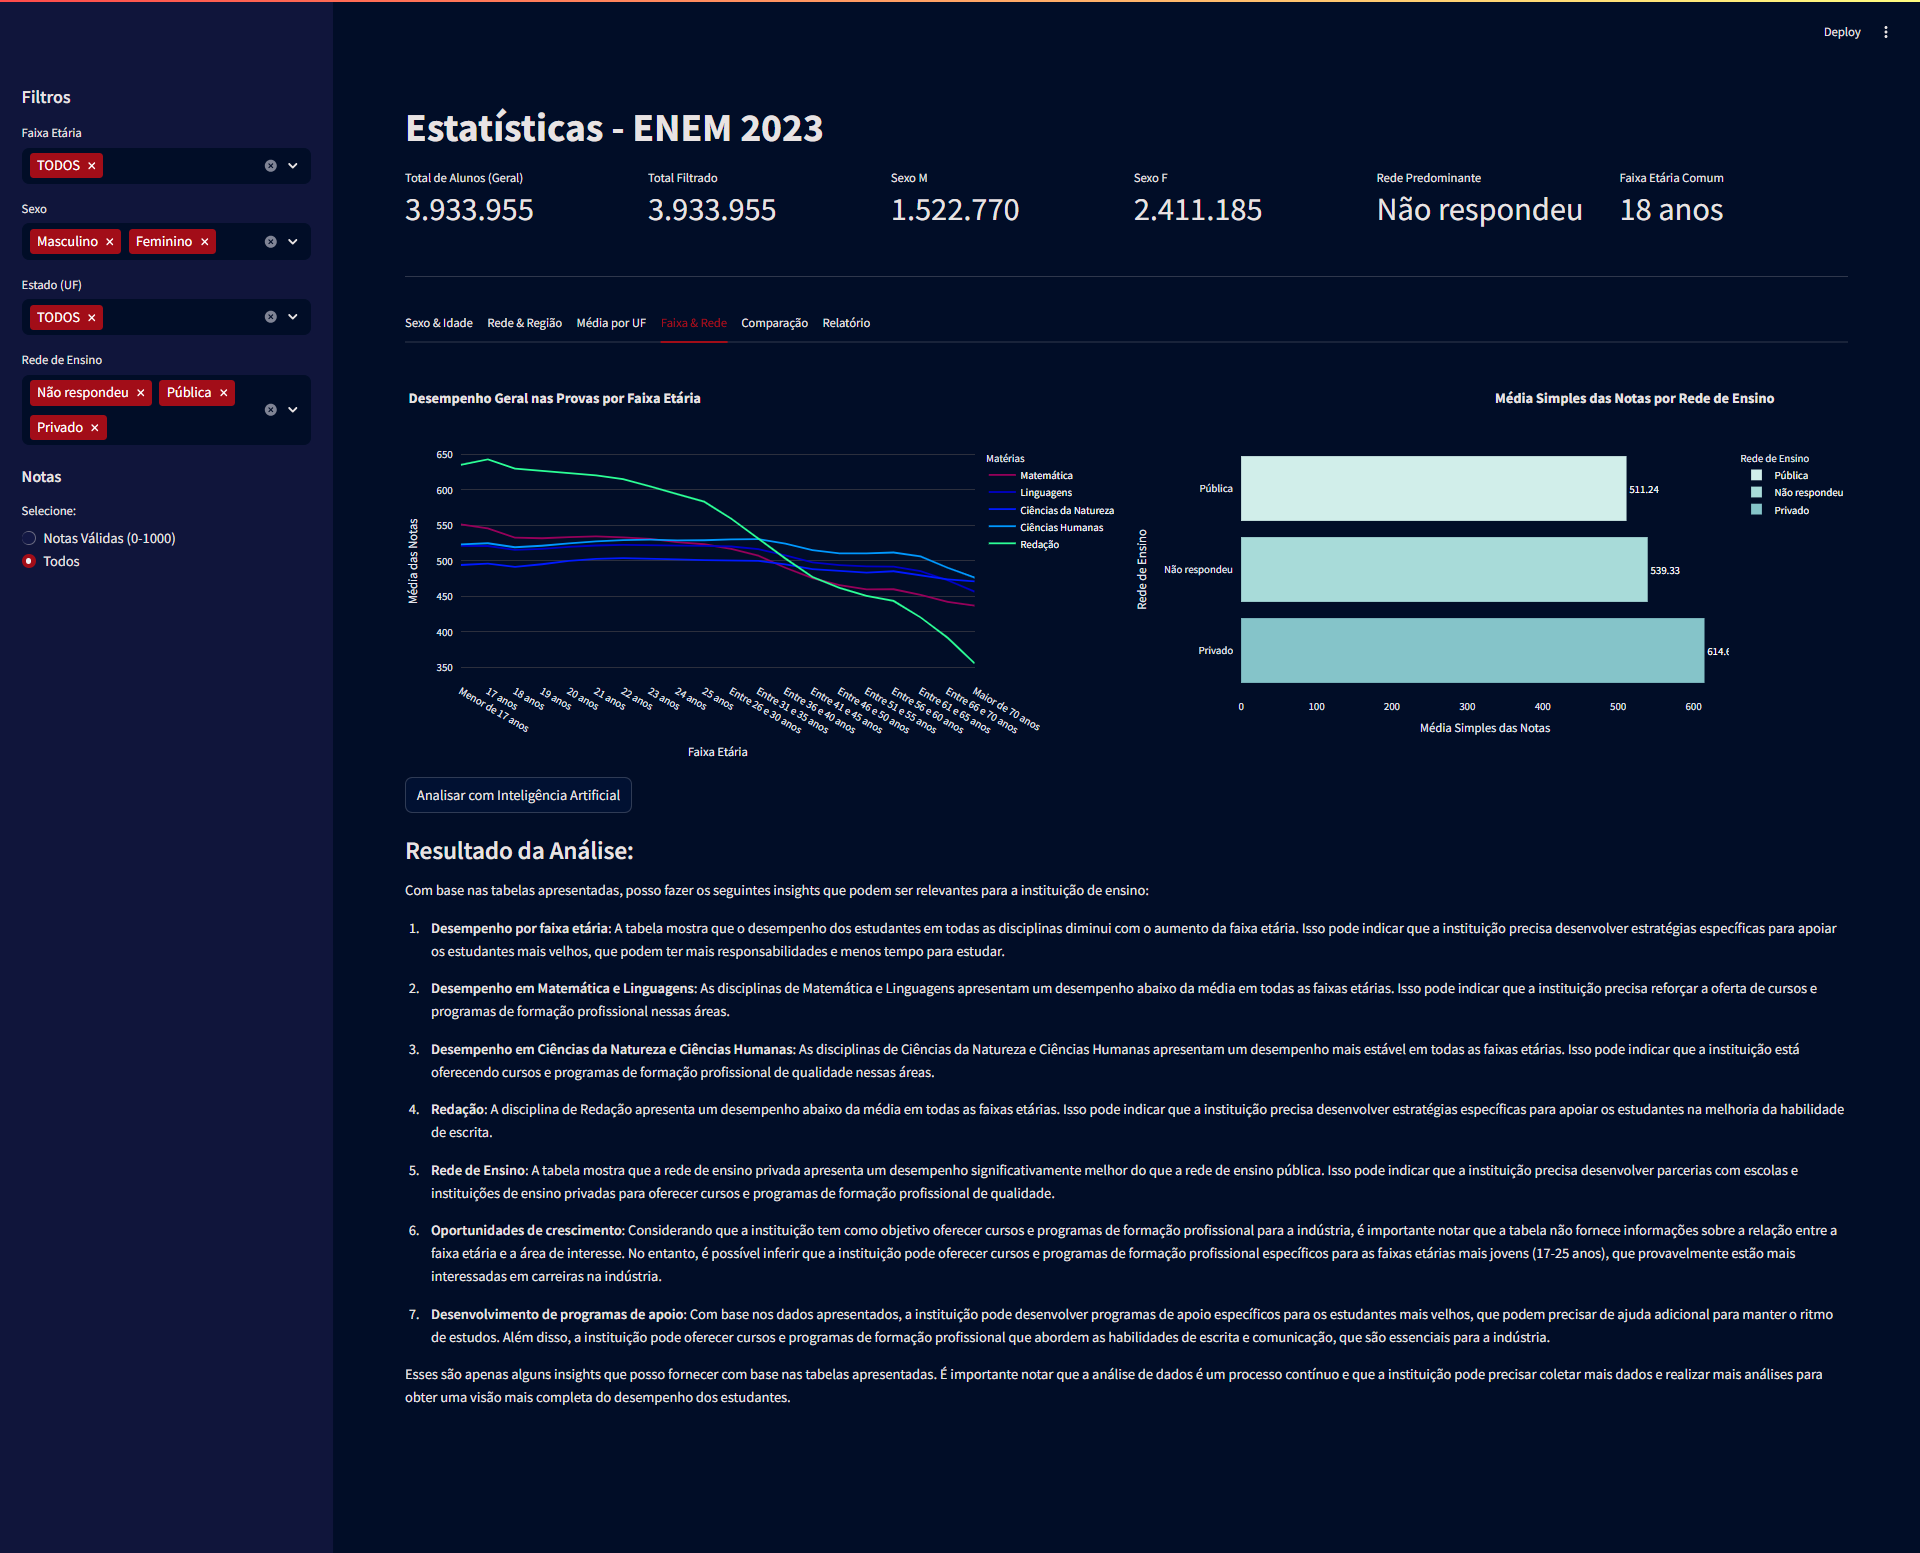 Deploy
Filtros
Faixa Etária
TODOS
Sexo
Masculino Feminino
Estado (UF)
TODOS
Rede de Ensino
Não respondeu Pública
Privado
Notas
Selecione:
Notas Válidas (0-1000)
Todos
Estatísticas - ENEM 2023
Total de Alunos (Geral)
3.933.955
Total Filtrado
3.933.955
Sexo M
1.522.770
Sexo F
2.411.185
Rede Predominante
Não respondeu
Faixa Etária Comum
18 anos
Sexo & Idade Rede & Região Média por UF Faixa & Rede Comparação Relatório
Desempenho Geral nas Provas por Faixa Etária
650
600
550
500
450
400
350
Média das Notas
Menor de 17 anos
17 anos
18 anos
19 anos
20 anos
21 anos
22 anos
23 anos
24 anos
25 anos
Entre 26 e 30 anos
Entre 31 e 35 anos
Entre 36 e 40 anos
Entre 41 e 45 anos
Entre 46 e 50 anos
Entre 51 e 55 anos
Entre 56 e 60 anos
Entre 61 e 65 anos
Entre 66 e 70 anos
Maior de 70 anos
Faixa Etária
Matérias
Matemática
Linguagens
Ciências da Natureza
Ciências Humanas
Redação
Média Simples das Notas por Rede de Ensino
Rede de Ensino
Pública
511.24
Não respondeu
539.33
Privado
614.6
0 100 200 300 400 500 600
Média Simples das Notas
Rede de Ensino
Pública
Não respondeu
Privado
Analisar com Inteligência Artificial
Resultado da Análise:
Com base nas tabelas apresentadas, posso fazer os seguintes insights que podem ser relevantes para a instituição de ensino:
1. Desempenho por faixa etária: A tabela mostra que o desempenho dos estudantes em todas as disciplinas diminui com o aumento da faixa etária. Isso pode indicar que a instituição precisa desenvolver estratégias específicas para apoiar
os estudantes mais velhos, que podem ter mais responsabilidades e menos tempo para estudar.
2. Desempenho em Matemática e Linguagens: As disciplinas de Matemática e Linguagens apresentam um desempenho abaixo da média em todas as faixas etárias. Isso pode indicar que a instituição precisa reforçar a oferta de cursos e
programas de formação profissional nessas áreas.
3. Desempenho em Ciências da Natureza e Ciências Humanas: As disciplinas de Ciências da Natureza e Ciências Humanas apresentam um desempenho mais estável em todas as faixas etárias. Isso pode indicar que a instituição está
oferecendo cursos e programas de formação profissional de qualidade nessas áreas.
4. Redação: A disciplina de Redação apresenta um desempenho abaixo da média em todas as faixas etárias. Isso pode indicar que a instituição precisa desenvolver estratégias específicas para apoiar os estudantes na melhoria da habilidade
de escrita.
5. Rede de Ensino: A tabela mostra que a rede de ensino privada apresenta um desempenho significativamente melhor do que a rede de ensino pública. Isso pode indicar que a instituição precisa desenvolver parcerias com escolas e
instituições de ensino privadas para oferecer cursos e programas de formação profissional de qualidade.
6. Oportunidades de crescimento: Considerando que a instituição tem como objetivo oferecer cursos e programas de formação profissional para a indústria, é importante notar que a tabela não fornece informações sobre a relação entre a
faixa etária e a área de interesse. No entanto, é possível inferir que a instituição pode oferecer cursos e programas de formação profissional específicos para as faixas etárias mais jovens (17-25 anos), que provavelmente estão mais
interessadas em carreiras na indústria.
7. Desenvolvimento de programas de apoio: Com base nos dados apresentados, a instituição pode desenvolver programas de apoio específicos para os estudantes mais velhos, que podem precisar de ajuda adicional para manter o ritmo
de estudos. Além disso, a instituição pode oferecer cursos e programas de formação profissional que abordem as habilidades de escrita e comunicação, que são essenciais para a indústria.
Esses são apenas alguns insights que posso fornecer com base nas tabelas apresentadas. É importante notar que a análise de dados é um processo contínuo e que a instituição pode precisar coletar mais dados e realizar mais análises para
obter uma visão mais completa do desempenho dos estudantes.